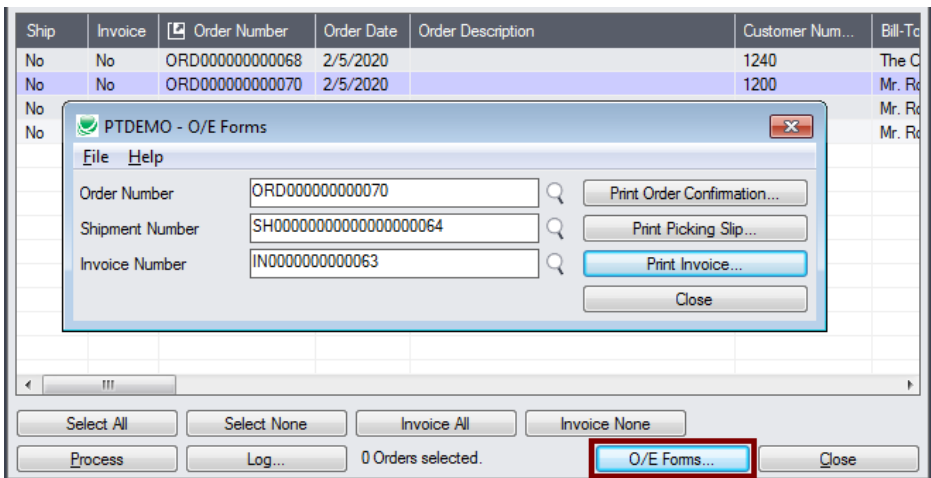 Ship Invoice Order Number Order Date Order Description Customer Num... Bill-To
No No ORD000000000068 2/5/2020 1240 The C
No No ORD000000000070 2/5/2020 1200 Mr. Ro
No Mr. Ro
No Mr. Ro
PTDEMO - O/E Forms
File Help
Order Number ORD000000000070 Print Order Confirmation...
Shipment Number SH00000000000000000064 Print Picking Slip...
Invoice Number IN0000000000063 Print Invoice...
Close
Select All Select None Invoice All Invoice None
Process Log... 0 Orders selected. O/E Forms... Close